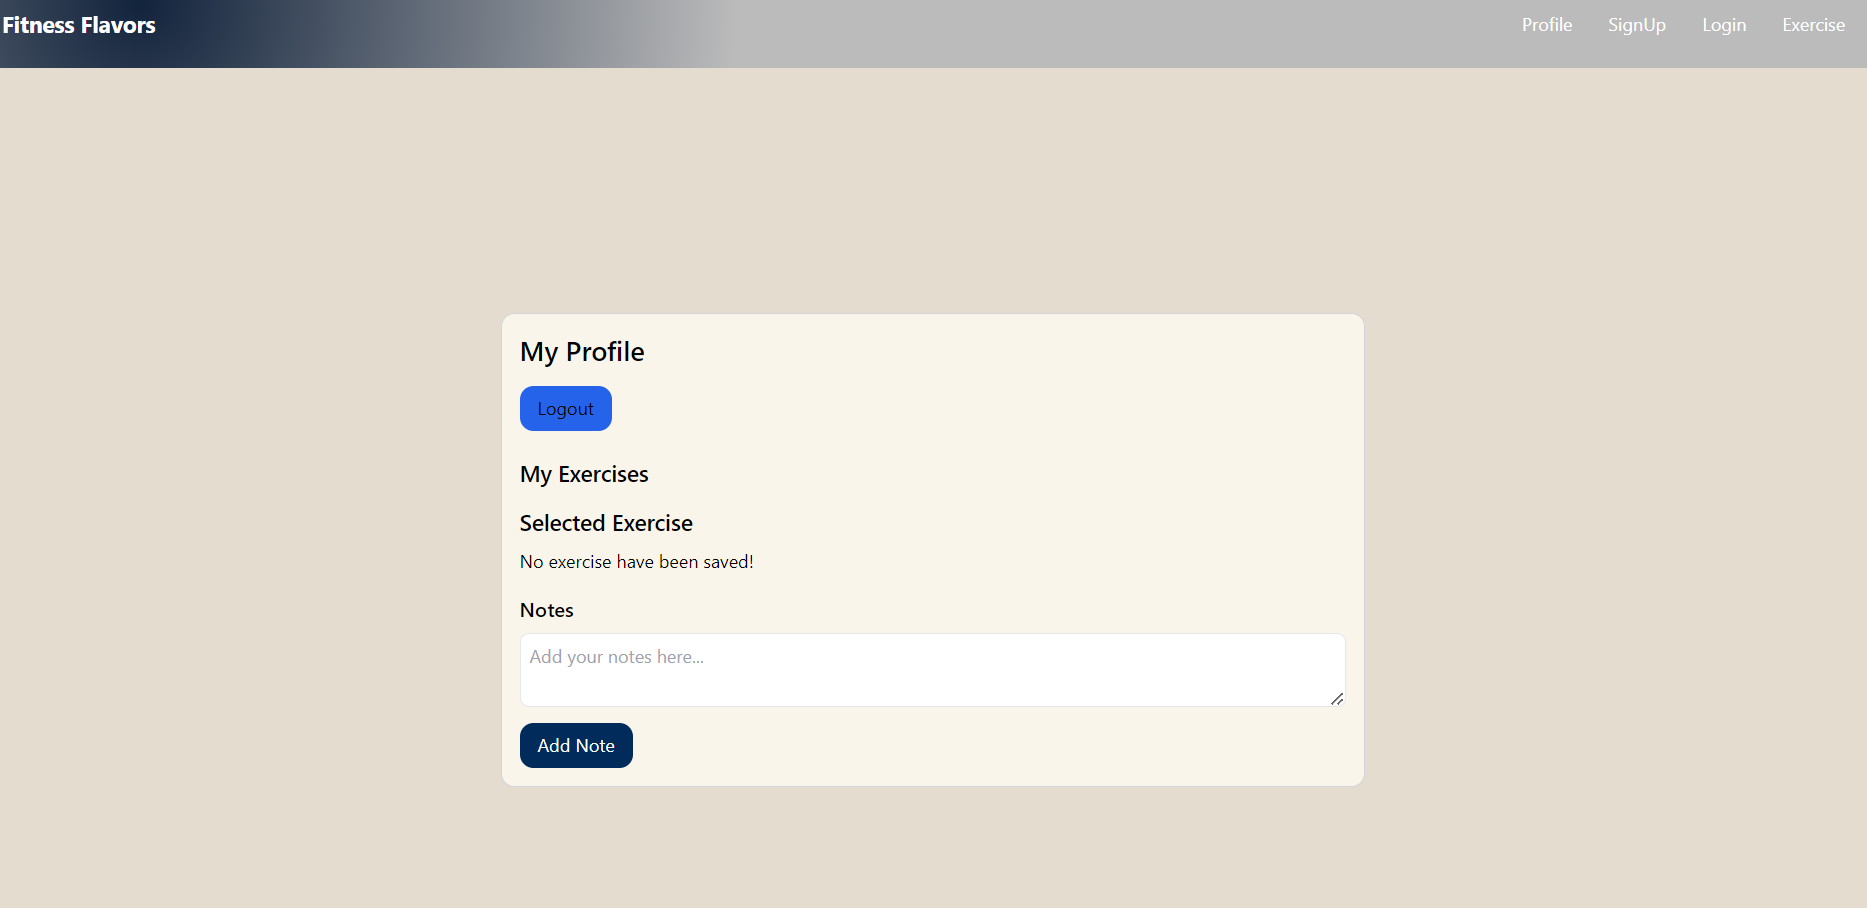 Fitness Flavors
Profile SignUp Login Exercise
My Profile
Logout
My Exercises
Selected Exercise
No exercise have been saved!
Notes
Add your notes here...
Add Note